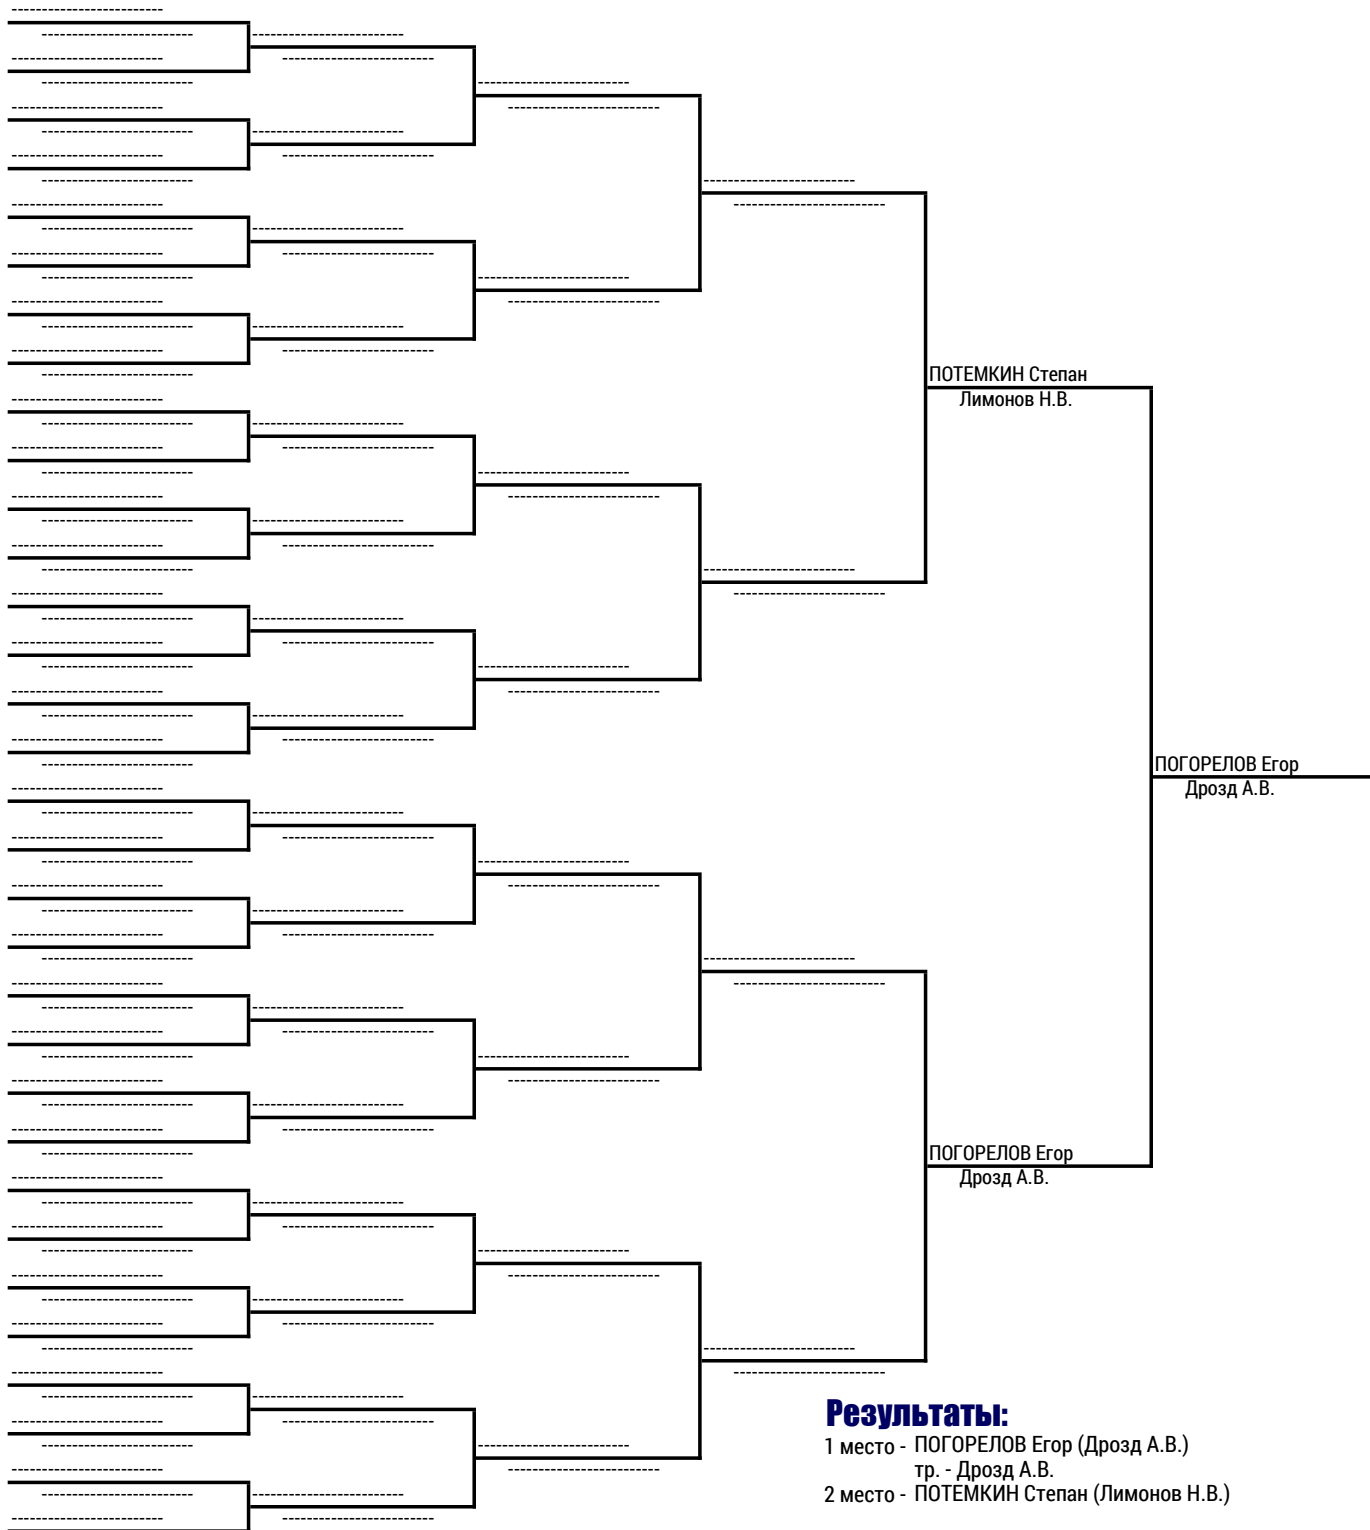 ПОТЕМКИН Степан
Лимонов Н.В.
ПОГОРЕЛОВ Егор
Дрозд А.В.
ПОГОРЕЛОВ Егор
Дрозд А.В.
Результаты:
1 место - ПОГОРЕЛОВ Егор (Дрозд А.В.)
тр. - Дрозд А.В.
2 место - ПОТЕМКИН Степан (Лимонов Н.В.)